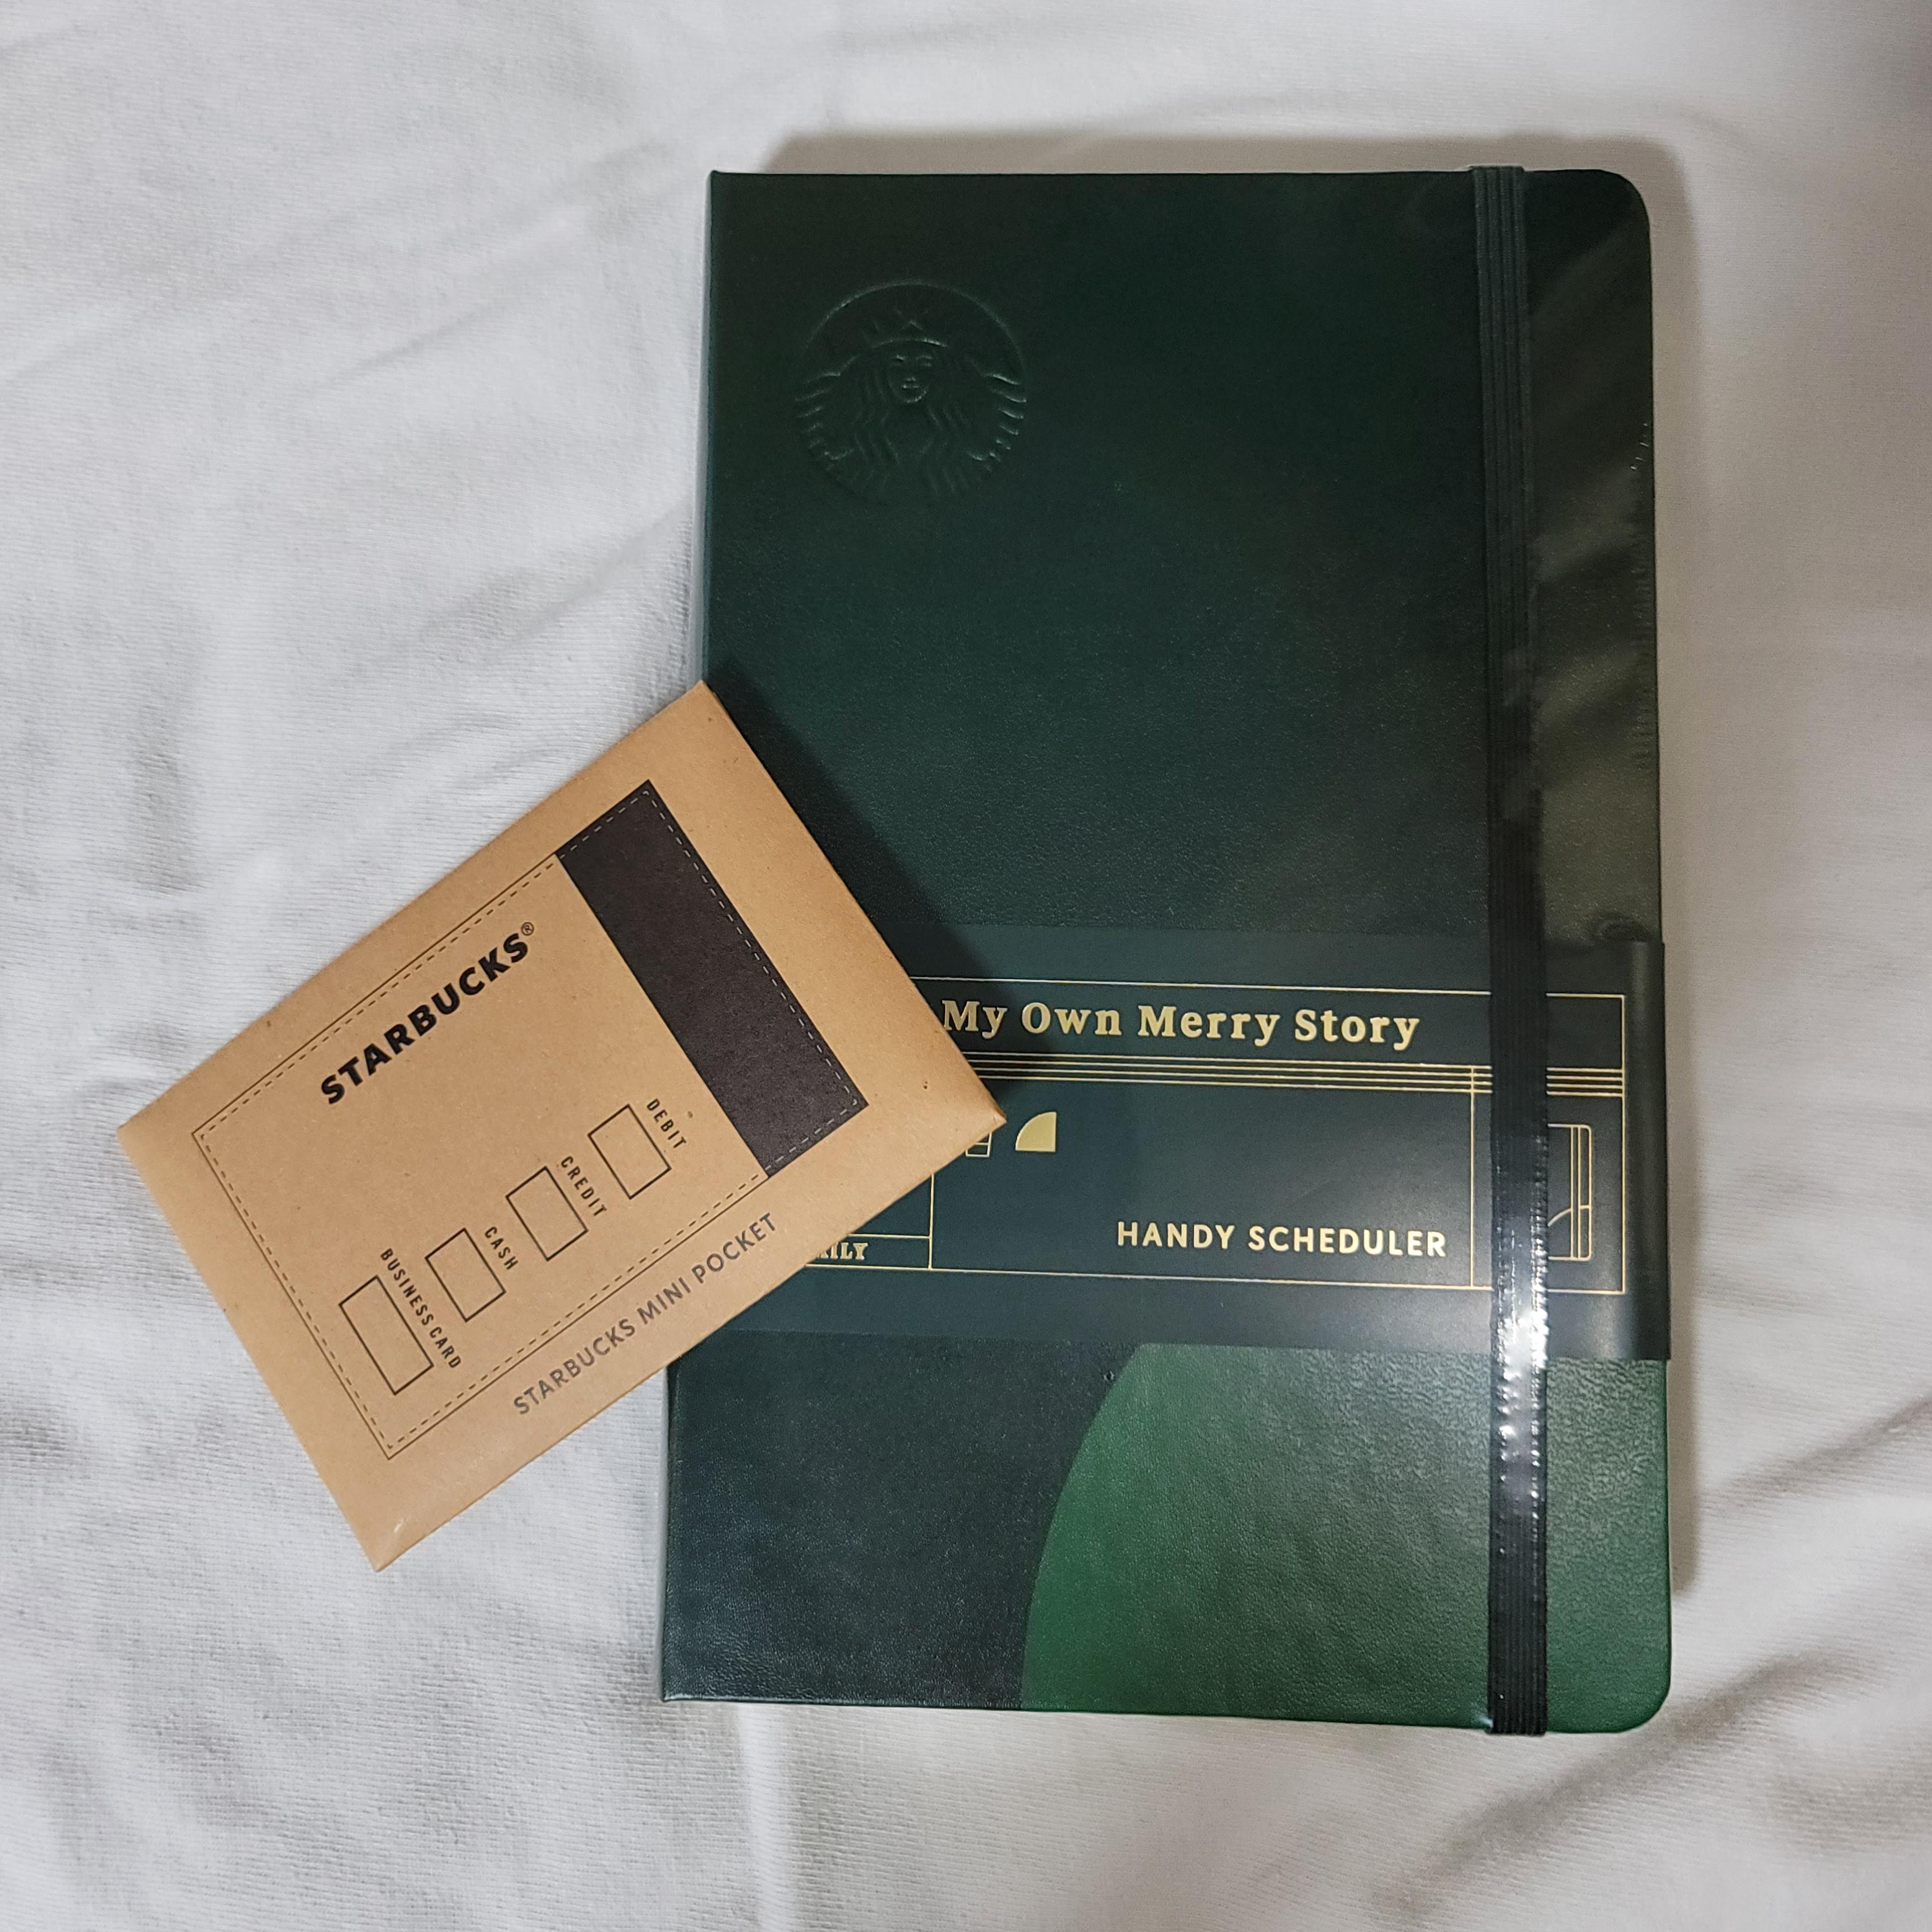 STARBUCKS®
DEBIT
CREDIT
CASH
BUSINESS CARD
STARBUCKS MINI POCKET
My Own Merry Story
HANDY SCHEDULER